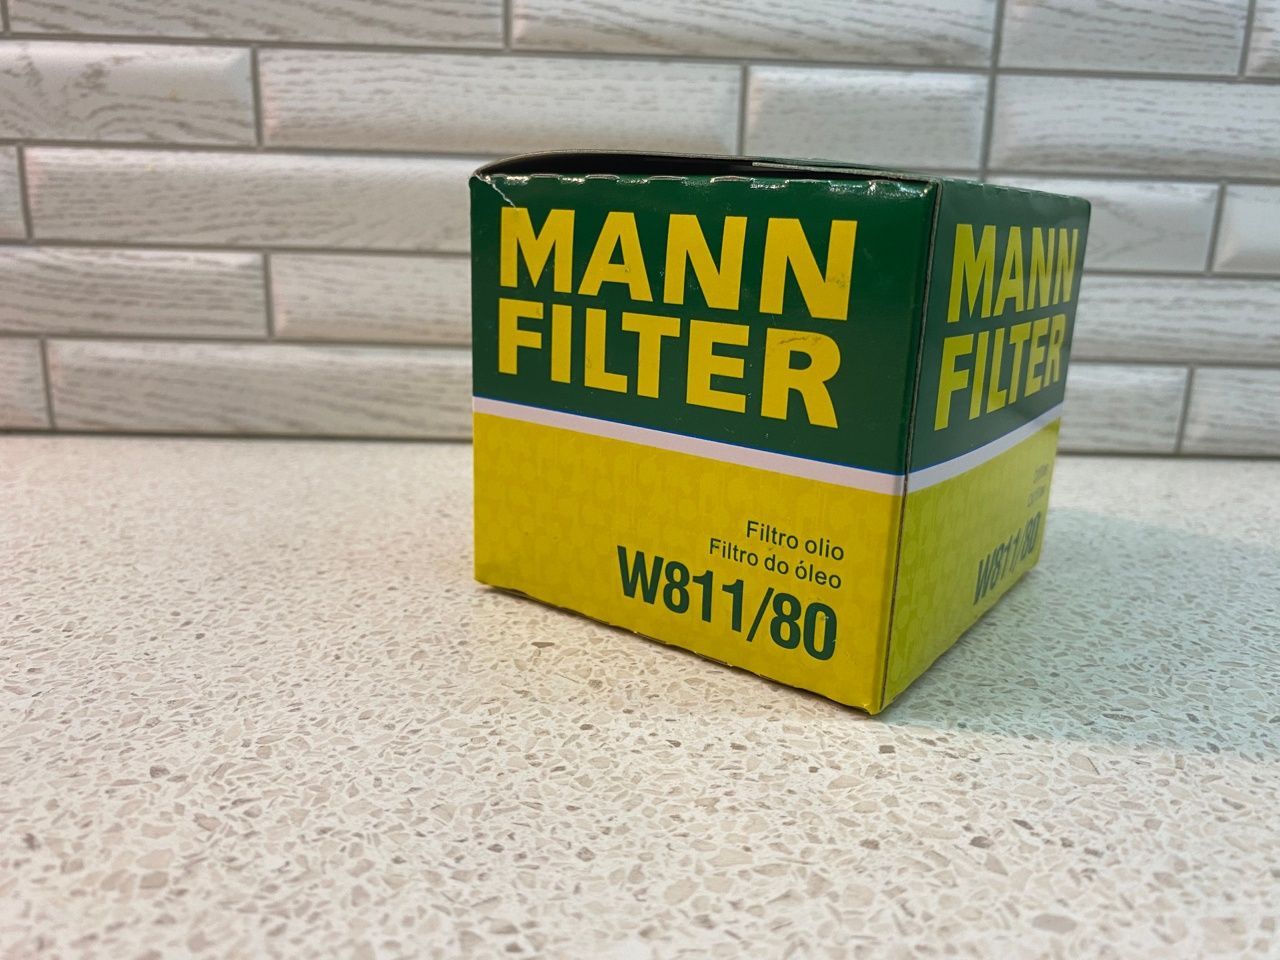 MANN
FILTER
Filtro olio
Filtro do óleo
W811/80
MANN
FILTER
W811/80